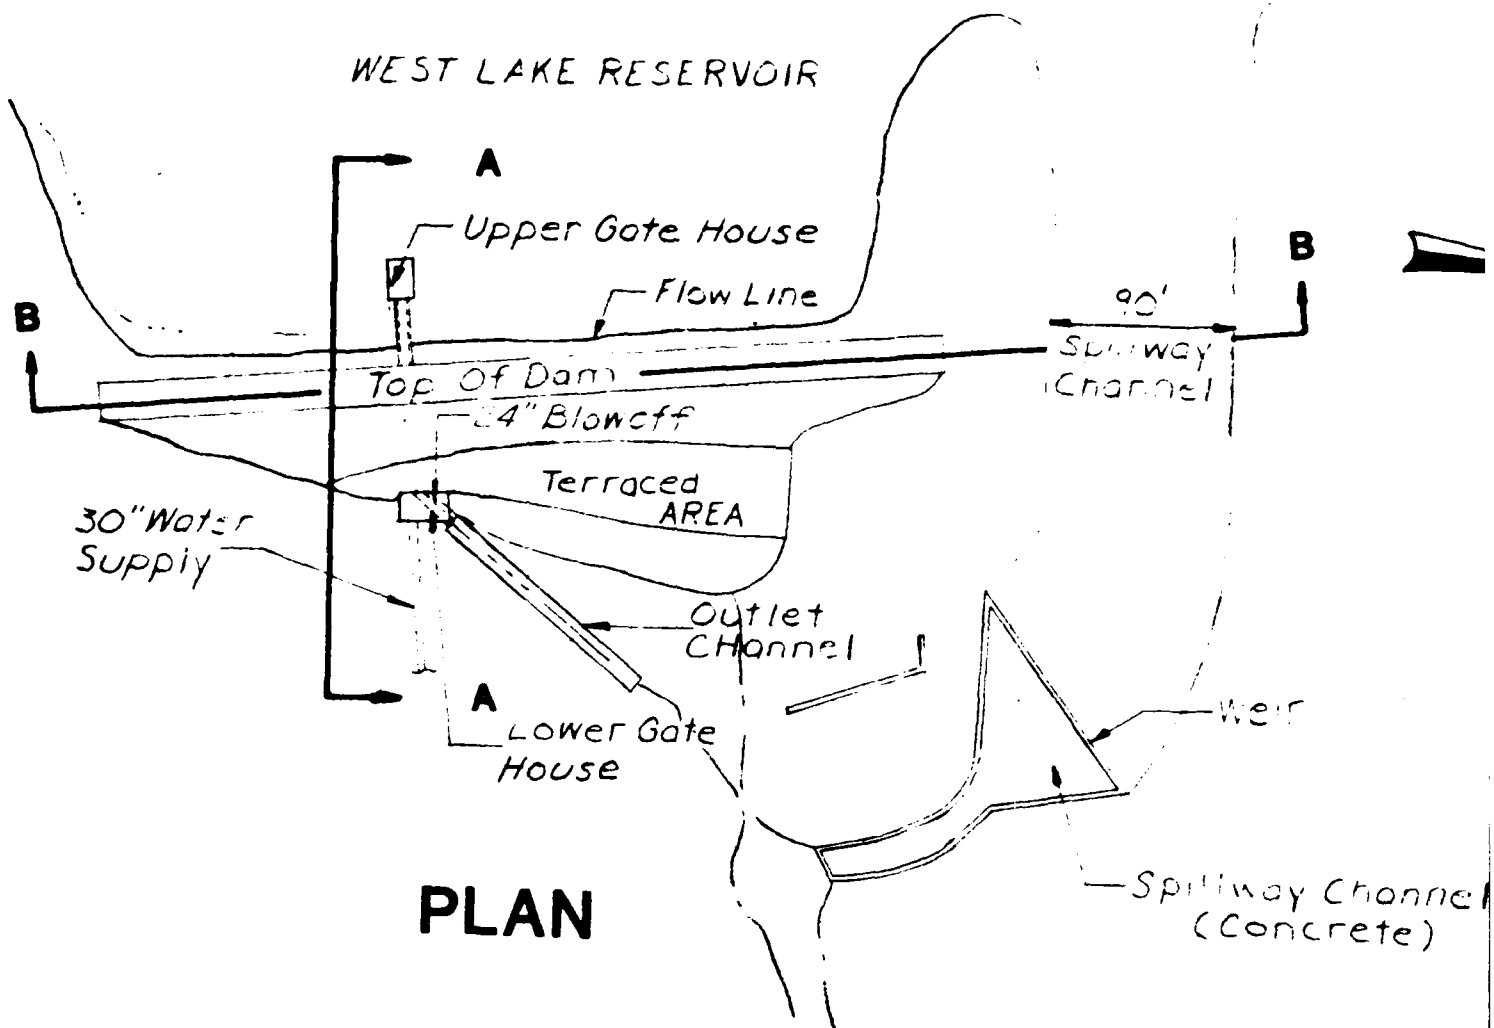 WEST LAKE RESERVOIR
A
Upper Gate House
B
Flow Line
B
90'
Spillway
Channel
Top Of Dam
24" Blowoff
Terraced
AREA
30" Water
Supply
Outlet
CHannel
A
Lower Gate
House
Weir
PLAN
Spillway Channel
(Concrete)